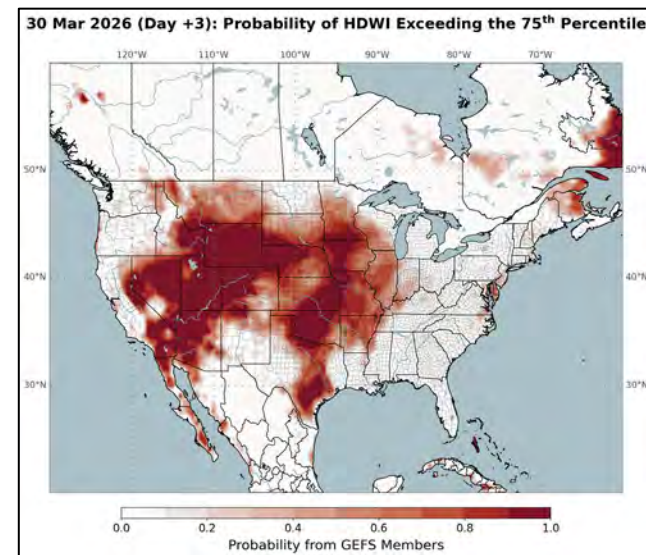 30 Mar 2026 (Day +3): Probability of HDWI Exceeding the 75th Percentile
120°W 110°W 100°W 90°W 80°W 70°W
50°N 50°N
40°N 40°N
30°N 30°N
0.0 0.2 0.4 0.6 0.8 1.0
Probability from GEFS Members